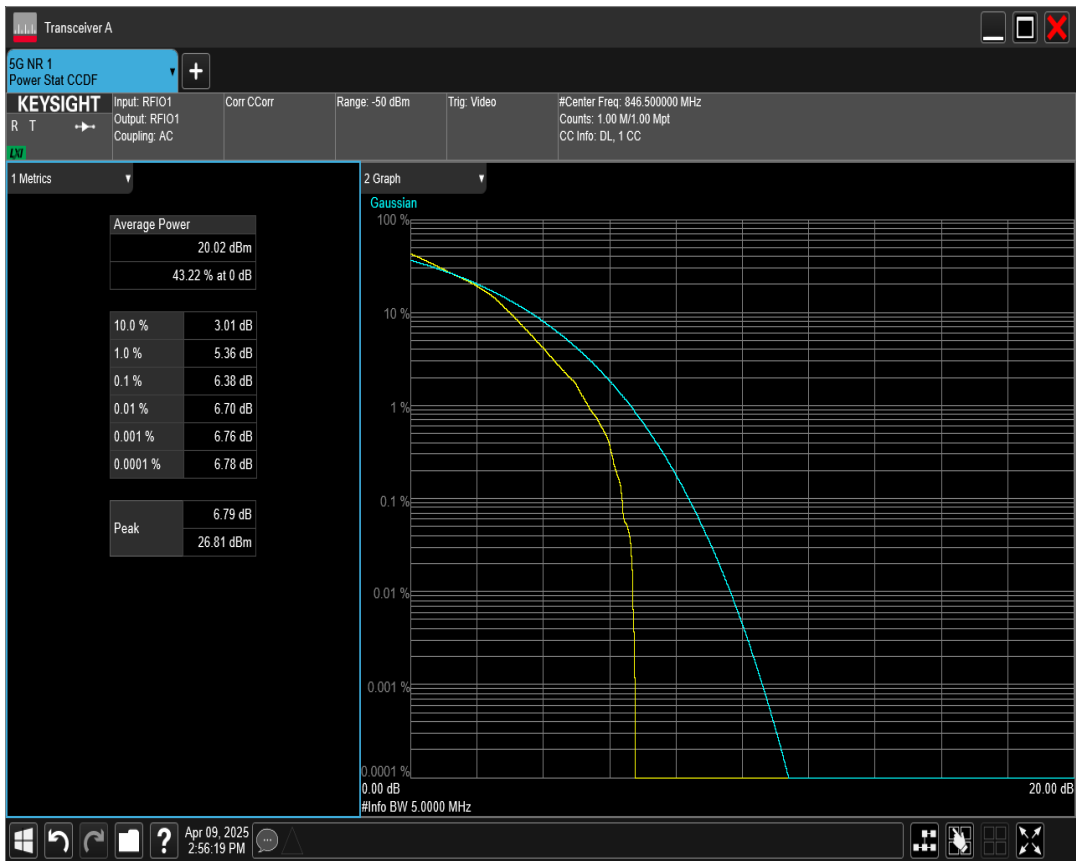 Transceiver A
5G NR 1
Power Stat CCDF
+
KEYSIGHT
R T
LXI
Input: RFIO1
Output: RFIO1
Coupling: AC
Corr CCorr
Range: -50 dBm
Trig: Video
#Center Freq: 846.500000 MHz
Counts: 1.00 M/1.00 Mpt
CC Info: DL, 1 CC
1 Metrics
Average Power
20.02 dBm
43.22 % at 0 dB
10.0 % 3.01 dB
1.0 % 5.36 dB
0.1 % 6.38 dB
0.01 % 6.70 dB
0.001 % 6.76 dB
0.0001 % 6.78 dB
Peak 6.79 dB
26.81 dBm
2 Graph
Gaussian
100 %
10 %
1 %
0.1 %
0.01 %
0.001 %
0.0001 %
0.00 dB 20.00 dB
#Info BW 5.0000 MHz
?
Apr 09, 2025
2:56:19 PM